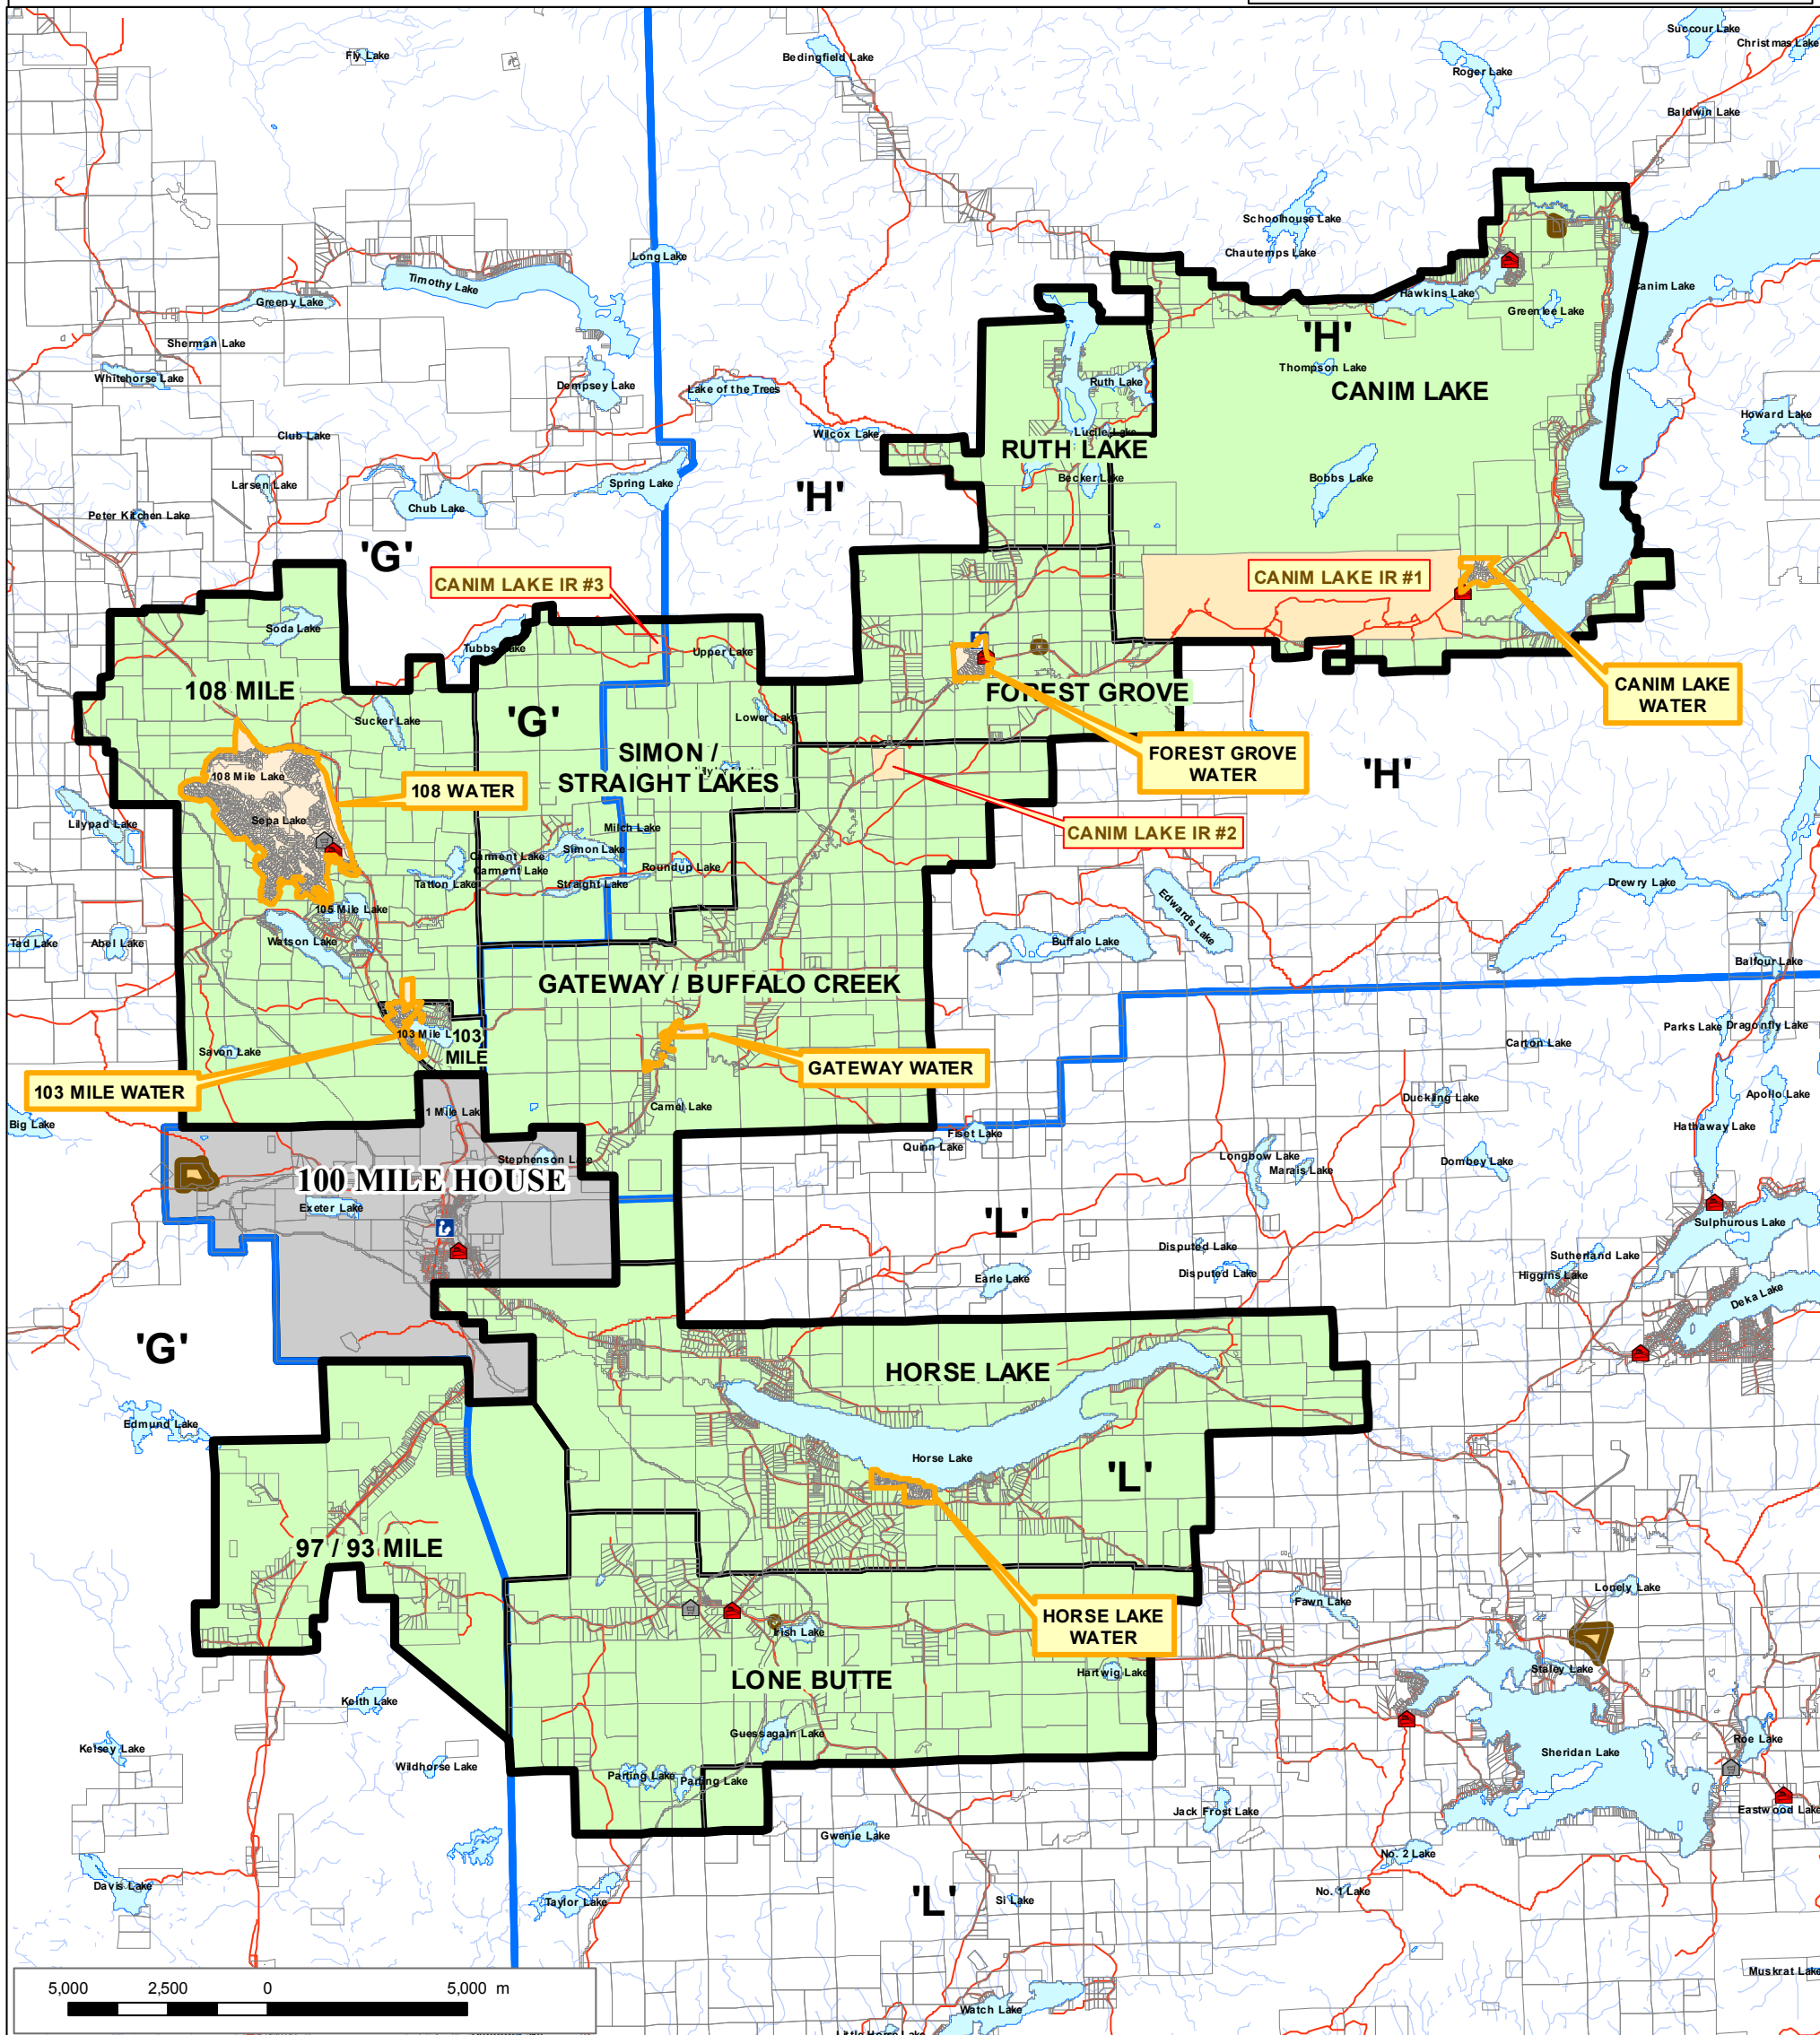 Fly Lake
Bedingfield Lake
Succour Lake
Christmas Lake
Roger Lake
Baldwin Lake
Schoolhouse Lake
Chautemps Lake
Long Lake
Timothy Lake
Greeny Lake
Hawkins Lake
Canim Lake
Greenlee Lake
Sherman Lake
'H'
Thompson Lake
Whitehorse Lake
Dempsey Lake
Lake of the Trees
Ruth Lake
CANIM LAKE
Howard Lake
Club Lake
Wilcox Lake
Lucile Lake
RUTH LAKE
Larsen Lake
Spring Lake
'H'
Becker Lake
Bobbs Lake
Peter Kitchen Lake
Chub Lake
'G'
CANIM LAKE IR #3
CANIM LAKE IR #1
Soda Lake
Tubbs Lake
Upper Lake
108 MILE
FOREST GROVE
CANIM LAKE
WATER
Sucker Lake
'G'
Lower Lake
SIMON /
STRAIGHT LAKES
FOREST GROVE
WATER
'H'
108 Mile Lake
108 WATER
Lilypad Lake
Sepa Lake
Milch Lake
CANIM LAKE IR #2
Simon Lake
Carment Lake
Carment Lake
Roundup Lake
Tatton Lake
Straight Lake
Drewry Lake
105 Mile Lake
Edwards Lake
Tad Lake
Abel Lake
Watson Lake
Buffalo Lake
Balfour Lake
GATEWAY / BUFFALO CREEK
Parks Lake
Dragonfly Lake
103 Mile L
103
MILE
Savon Lake
Carton Lake
GATEWAY WATER
103 MILE WATER
Camel Lake
Duckling Lake
Apollo Lake
Big Lake
1 Mile Lake
Fiset Lake
Quinn Lake
Hathaway Lake
Stephenson Lake
Longbow Lake
Marais Lake
Dombey Lake
100 MILE HOUSE
Exeter Lake
'L'
Sulphurous Lake
Disputed Lake
Sutherland Lake
Earle Lake
Disputed Lake
Higgins Lake
Deka Lake
'G'
HORSE LAKE
Edmund Lake
Horse Lake
'L'
97 / 93 MILE
Lonely Lake
Fawn Lake
HORSE LAKE
WATER
Fish Lake
Staley Lake
Hartwig Lake
LONE BUTTE
Keith Lake
Guessagain Lake
Kelsey Lake
Roe Lake
Sheridan Lake
Wildhorse Lake
Parting Lake
Parting Lake
Jack Frost Lake
Eastwood Lake
Gwenie Lake
No. 2 Lake
Davis Lake
No. 1 Lake
Taylor Lake
'L'
Si Lake
Muskrat Lake
5,000 2,500 0 5,000 m
Watch Lake
Little Horse Lake